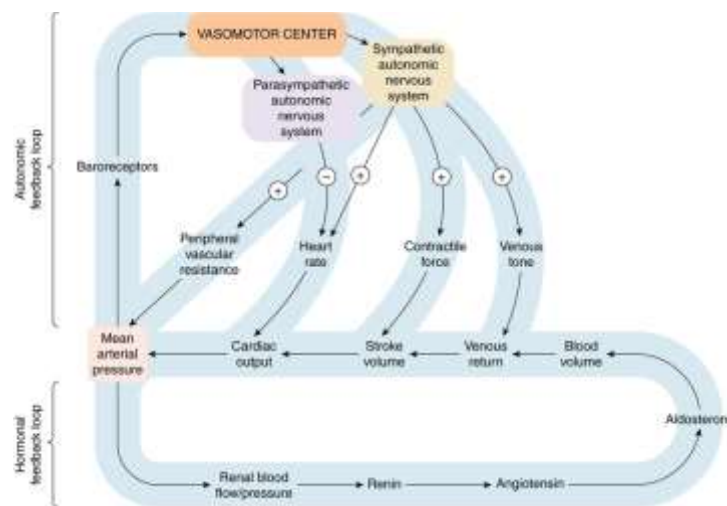 VASOMOTOR CENTER
Sympathetic
autonomic
nervous
system
Parasympathetic
autonomic
nervous
system
Autonomic
feedback loop
Baroreceptors
+
−
+
+
+
Peripheral
vascular
resistance
Heart
rate
Contractile
force
Venous
tone
Mean
arterial
pressure
Cardiac
output
Stroke
volume
Venous
return
Blood
volume
Hormonal
feedback loop
Aldosteron
Renal blood
flow/pressure
Renin
Angiotensin